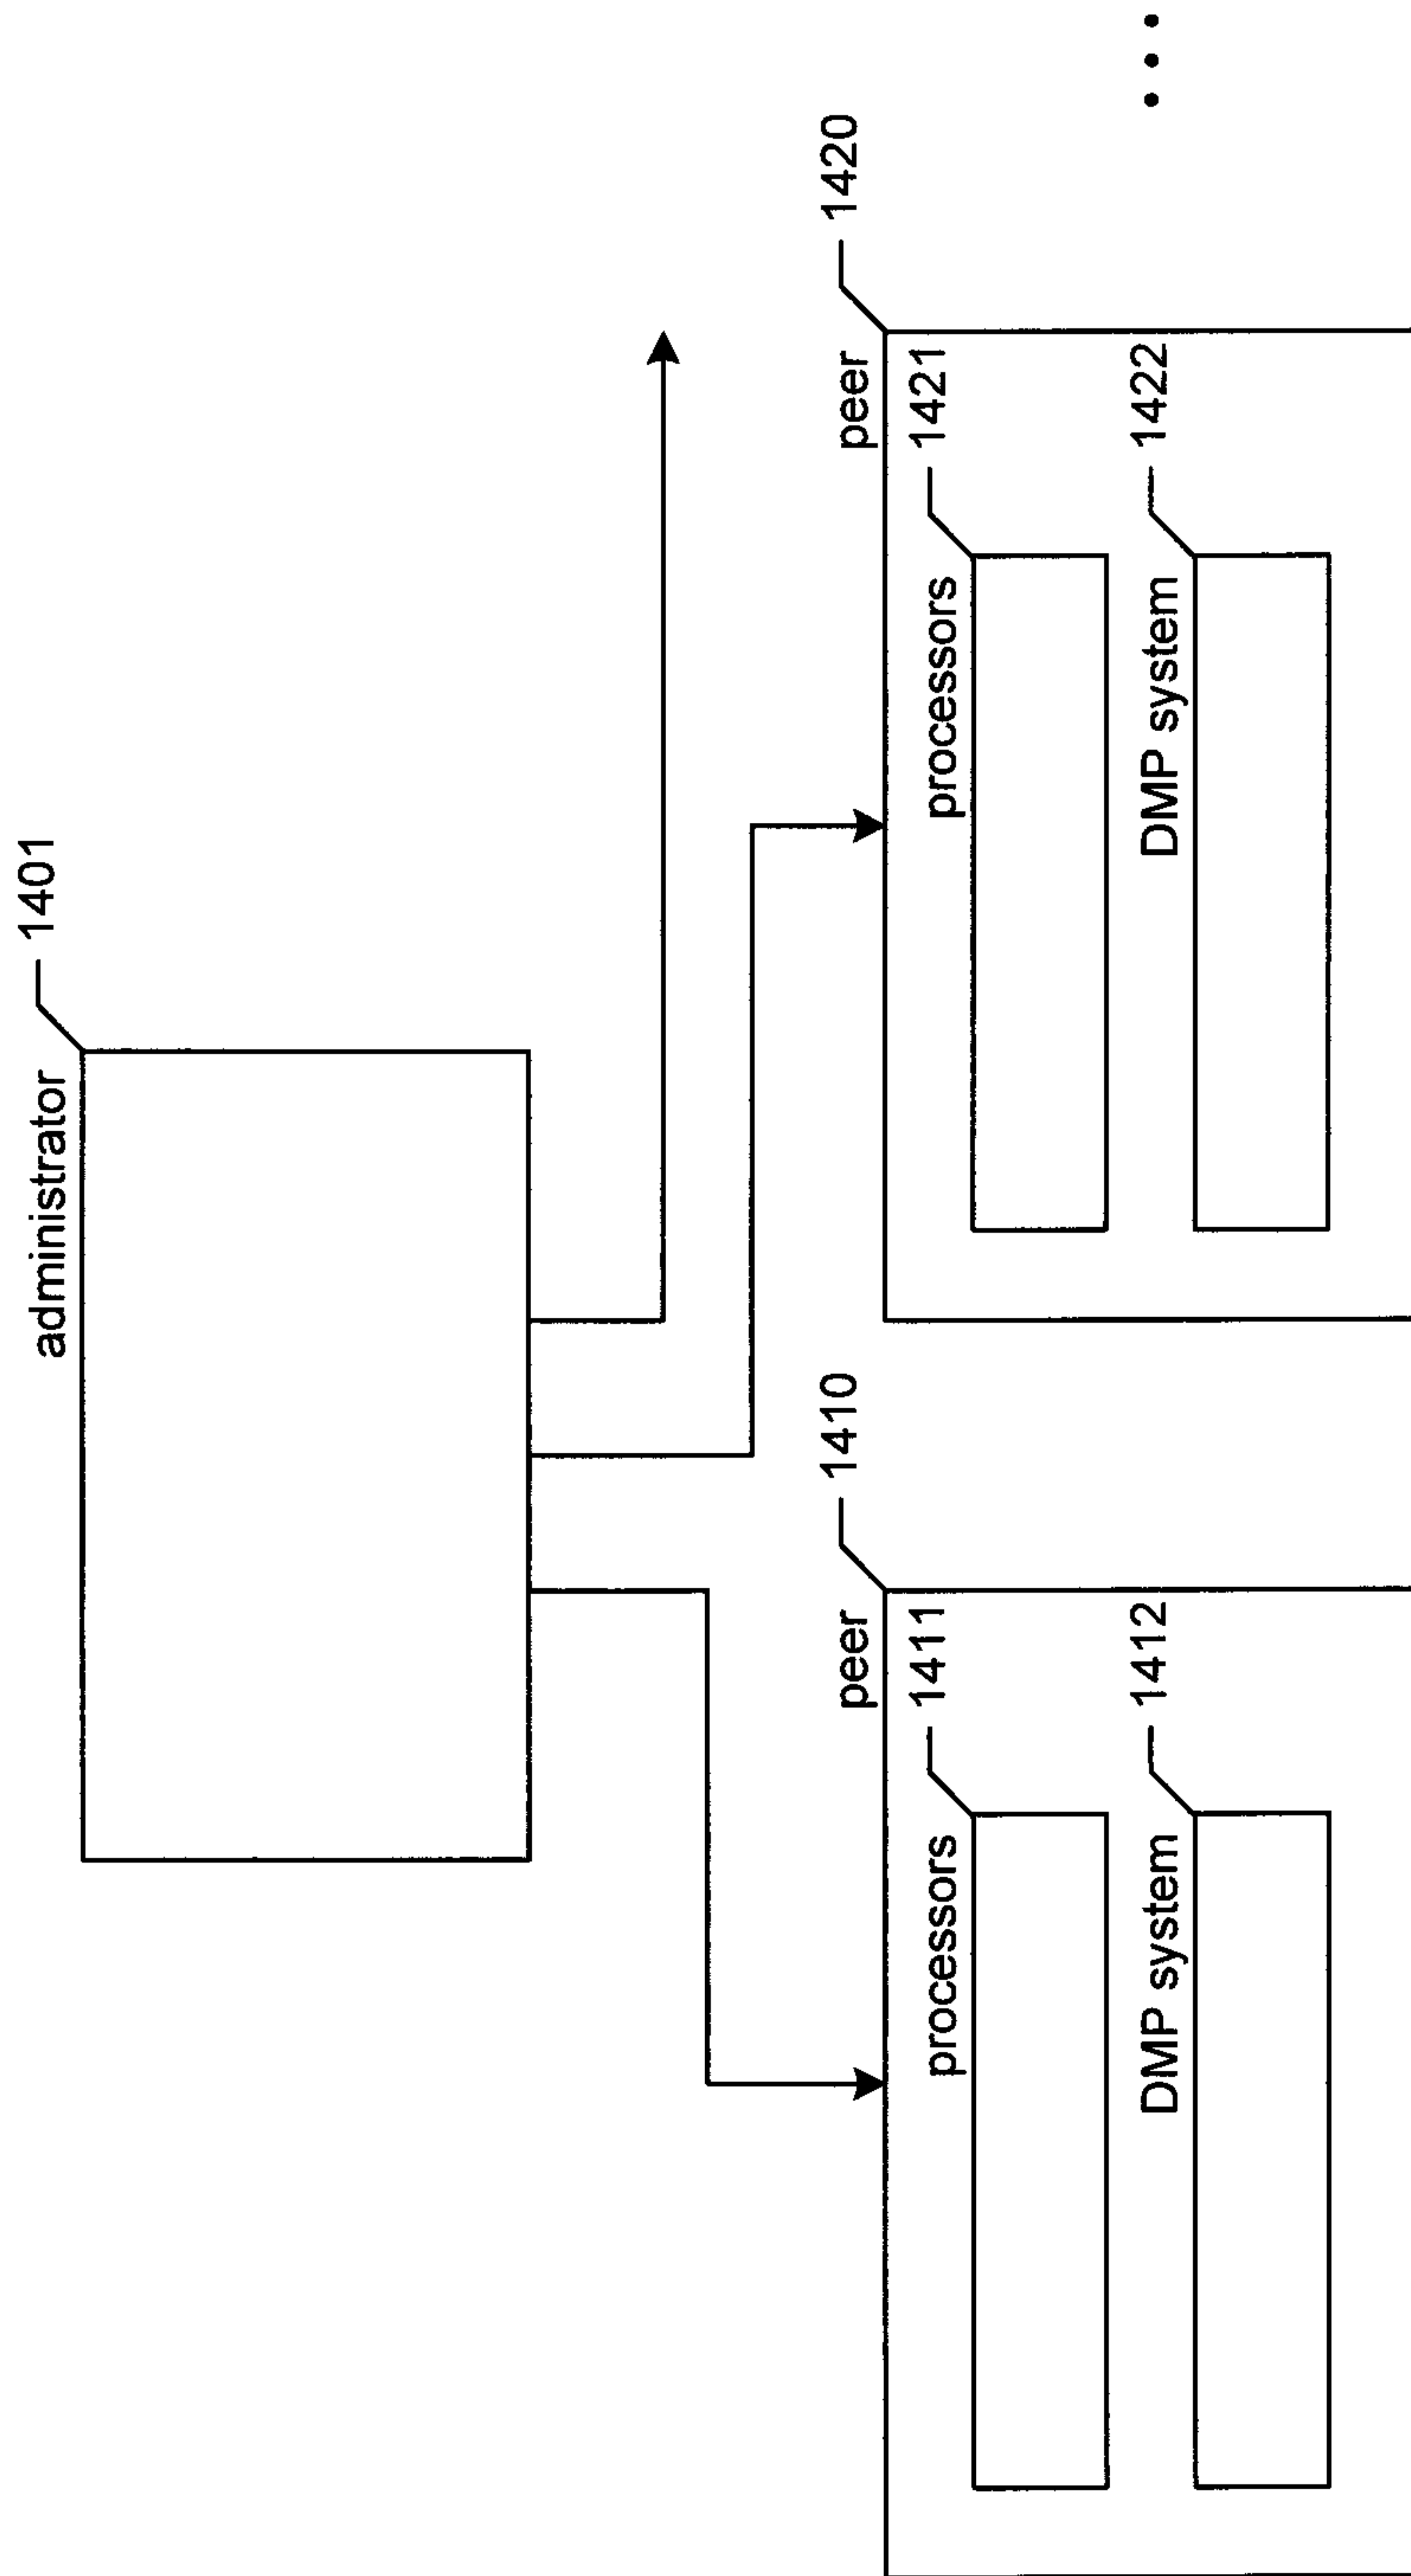 administrator 1401
peer 1410
processors 1411
DMP system 1412
peer 1420
processors 1421
DMP system 1422